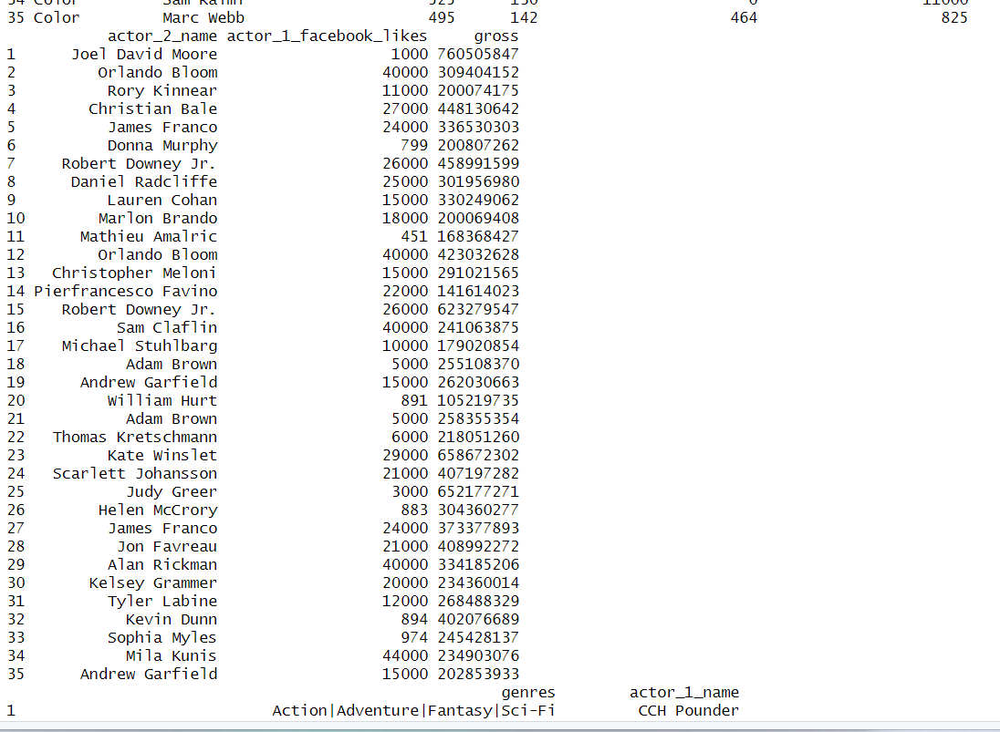 34 Color Sam Raimi 525 130 0 11000
35 Color Marc Webb 495 142 464 825
actor_2_name actor_1_facebook_likes gross
1 Joel David Moore 1000 760505847
2 Orlando Bloom 40000 309404152
3 Rory Kinnear 11000 200074175
4 Christian Bale 27000 448130642
5 James Franco 24000 336530303
6 Donna Murphy 799 200807262
7 Robert Downey Jr. 26000 458991599
8 Daniel Radcliffe 25000 301956980
9 Lauren Cohan 15000 330249062
10 Marlon Brando 18000 200069408
11 Mathieu Amalric 451 168368427
12 Orlando Bloom 40000 423032628
13 Christopher Meloni 15000 291021565
14 Pierfrancesco Favino 22000 141614023
15 Robert Downey Jr. 26000 623279547
16 Sam Claflin 40000 241063875
17 Michael Stuhlbarg 10000 179020854
18 Adam Brown 5000 255108370
19 Andrew Garfield 15000 262030663
20 William Hurt 891 105219735
21 Adam Brown 5000 258355354
22 Thomas Kretschmann 6000 218051260
23 Kate Winslet 29000 658672302
24 Scarlett Johansson 21000 407197282
25 Judy Greer 3000 652177271
26 Helen McCrory 883 304360277
27 James Franco 24000 373377893
28 Jon Favreau 21000 408992272
29 Alan Rickman 40000 334185206
30 Kelsey Grammer 20000 234360014
31 Tyler Labine 12000 268488329
32 Kevin Dunn 894 402076689
33 Sophia Myles 974 245428137
34 Mila Kunis 44000 234903076
35 Andrew Garfield 15000 202853933
genres actor_1_name
1 Action|Adventure|Fantasy|Sci-Fi CCH Pounder